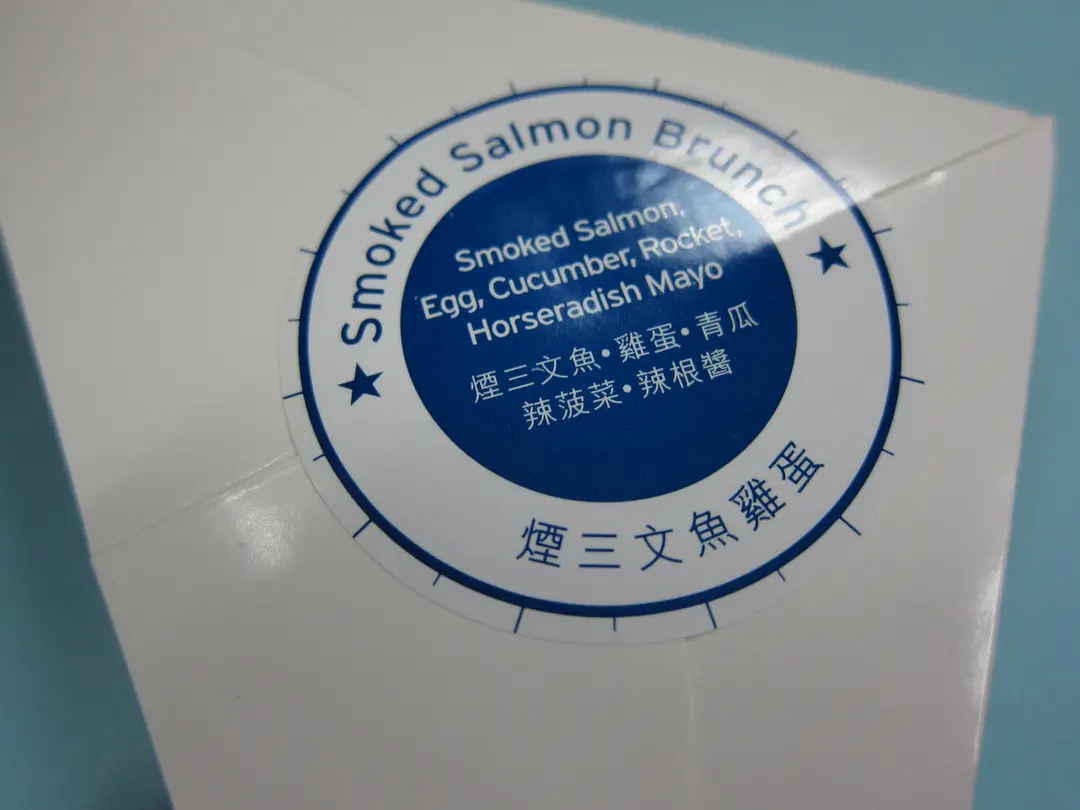 Smoked Salmon Brunch
Smoked Salmon,
Egg, Cucumber, Rocket,
Horseradish Mayo
煙三文魚•雞蛋•青瓜
辣菠菜•辣根醬
煙三文魚雞蛋